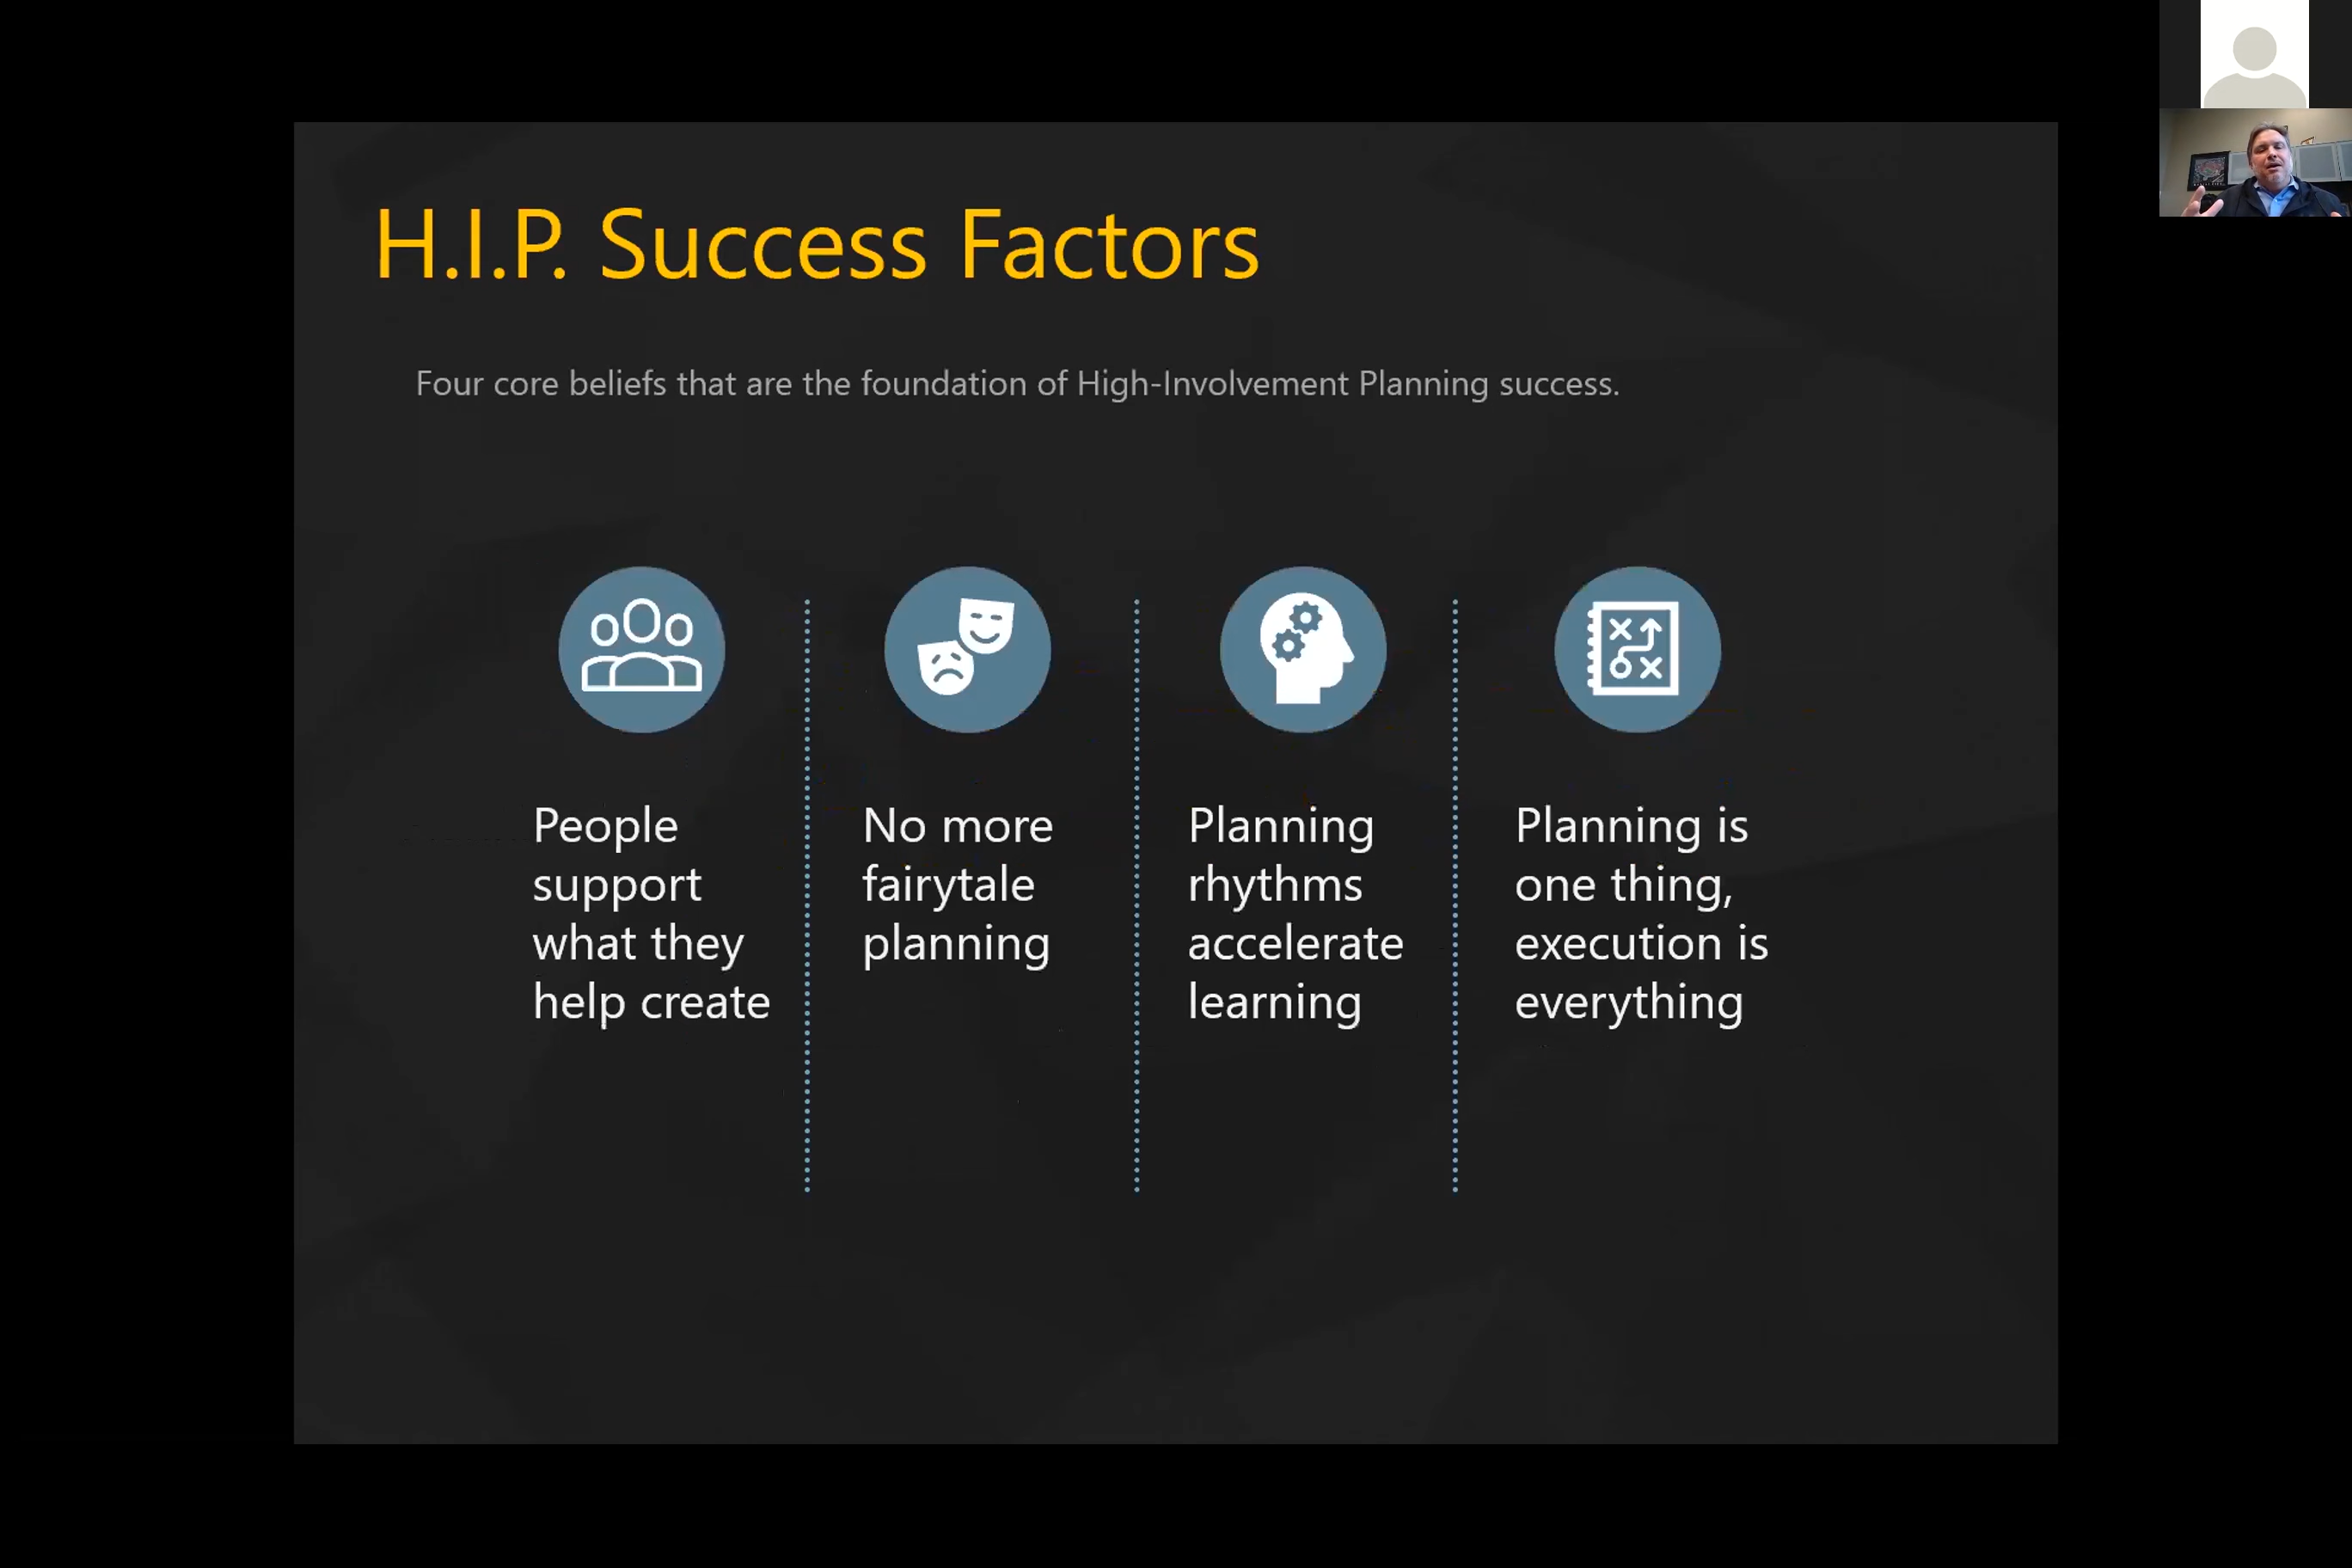 H.I.P. Success Factors
Four core beliefs that are the foundation of High-Involvement Planning success.
People
support
what they
help create
No more
fairytale
planning
Planning
rhythms
accelerate
learning
Planning is
one thing,
execution is
everything